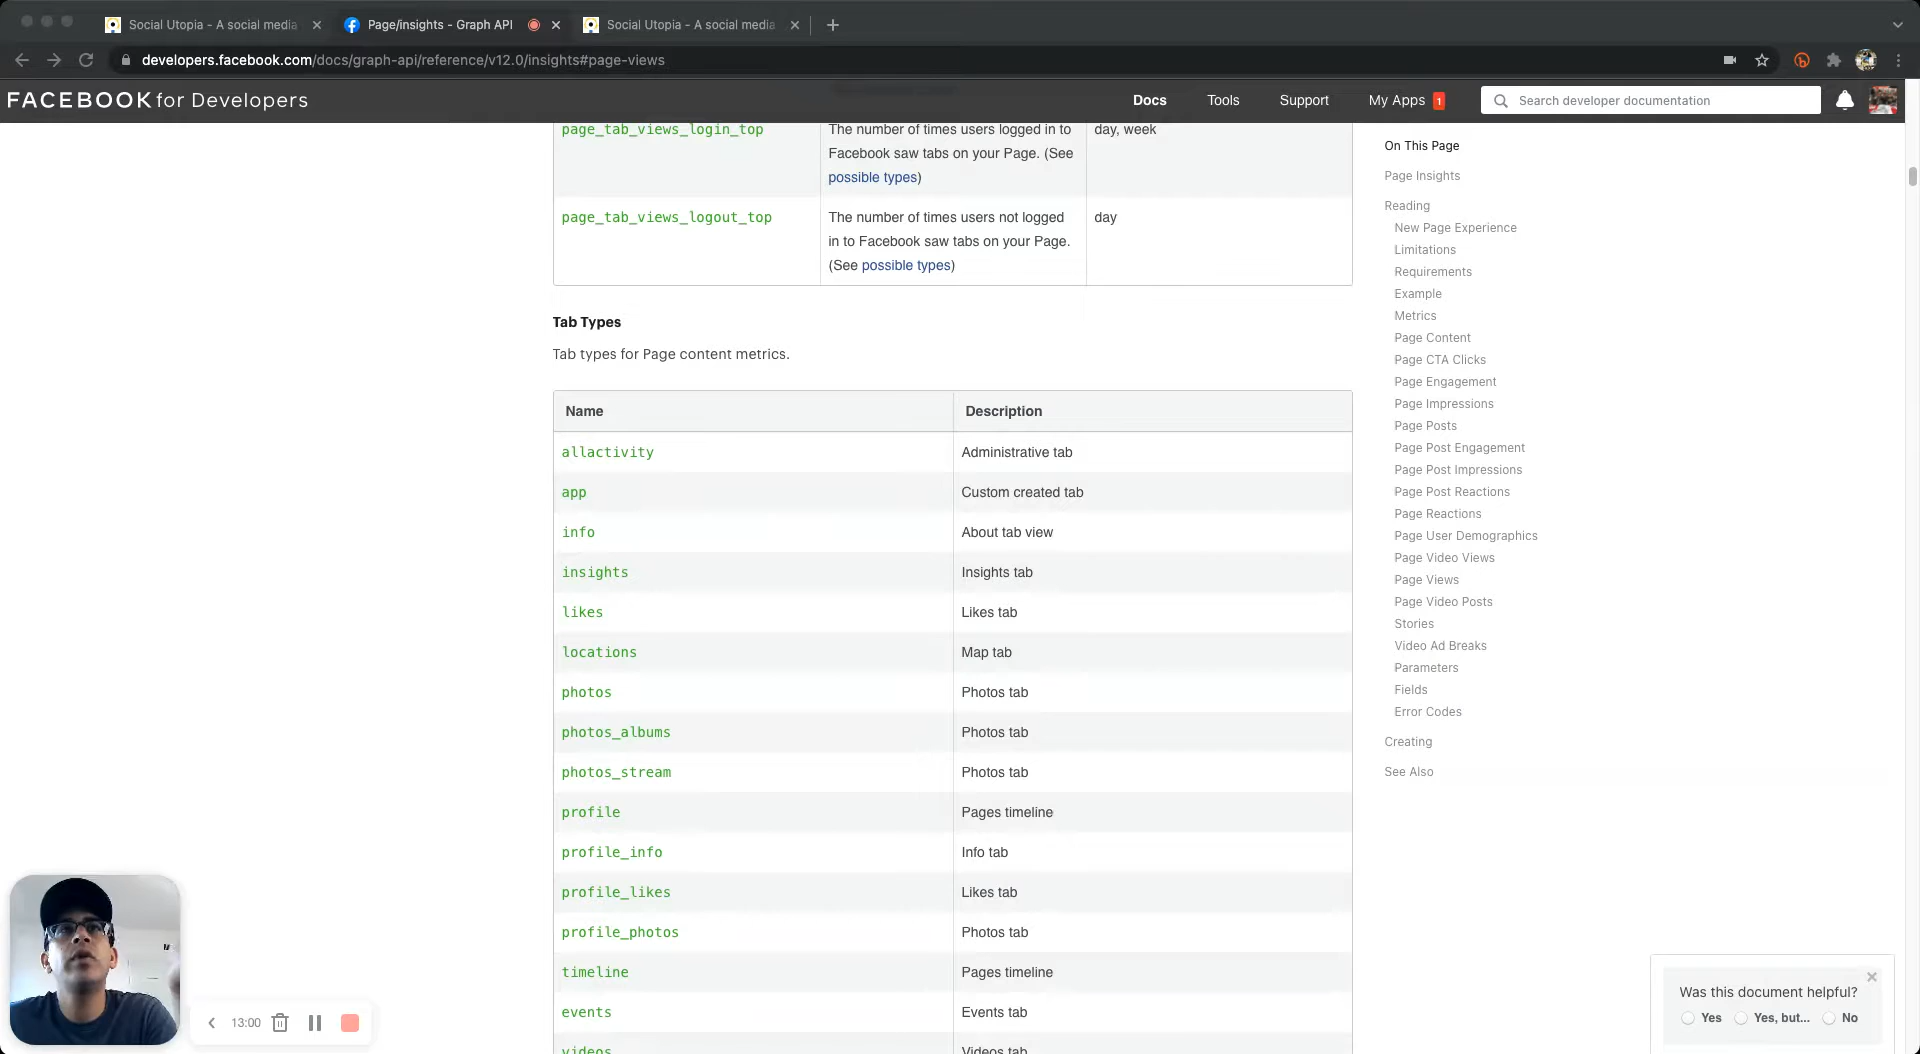 Social Utopia - A social media
Page/insights - Graph API
Social Utopia - A social media
developers.facebook.com/docs/graph-api/reference/v12.0/insights#page-views
FACEBOOK for Developers
Docs
Tools
Support
My Apps 1
Search developer documentation
page_tab_views_login_top
The number of times users logged in to
Facebook saw tabs on your Page. (See
possible types)
day, week
page_tab_views_logout_top
The number of times users not logged
in to Facebook saw tabs on your Page.
(See possible types)
day
Tab Types
Tab types for Page content metrics.
Name Description
allactivity Administrative tab
app Custom created tab
info About tab view
insights Insights tab
likes Likes tab
locations Map tab
photos Photos tab
photos_albums Photos tab
photos_stream Photos tab
profile Pages timeline
profile_info Info tab
profile_likes Likes tab
profile_photos Photos tab
timeline Pages timeline
events Events tab
videos Videos tab
On This Page
Page Insights
Reading
New Page Experience
Limitations
Requirements
Example
Metrics
Page Content
Page CTA Clicks
Page Engagement
Page Impressions
Page Posts
Page Post Engagement
Page Post Impressions
Page Post Reactions
Page Reactions
Page User Demographics
Page Video Views
Page Views
Page Video Posts
Stories
Video Ad Breaks
Parameters
Fields
Error Codes
Creating
See Also
13:00
Was this document helpful?
Yes Yes, but... No